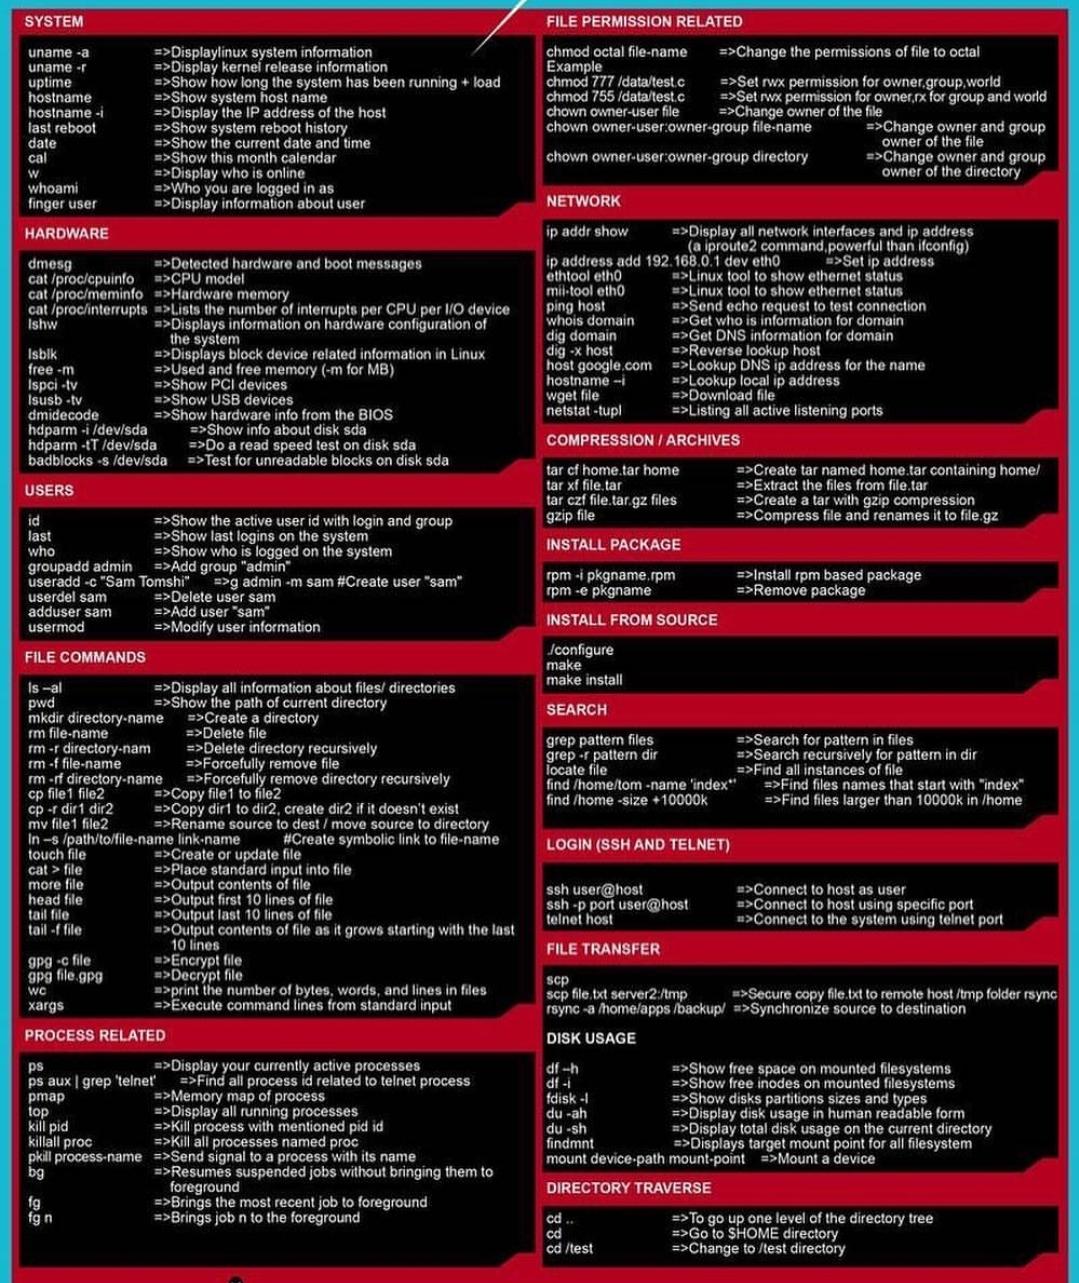 SYSTEM
uname -a =>Displaylinux system information
uname -r =>Display kernel release information
uptime =>Show how long the system has been running + load
hostname =>Show system host name
hostname -i =>Display the IP address of the host
last reboot =>Show system reboot history
date =>Show the current date and time
cal =>Show this month calendar
w =>Display who is online
whoami =>Who you are logged in as
finger user =>Display information about user
HARDWARE
dmesg =>Detected hardware and boot messages
cat /proc/cpuinfo =>CPU model
cat /proc/meminfo =>Hardware memory
cat /proc/interrupts =>Lists the number of interrupts per CPU per I/O device
lshw =>Displays information on hardware configuration of
the system
lsblk =>Displays block device related information in Linux
free -m =>Used and free memory (-m for MB)
lspci -tv =>Show PCI devices
lsusb -tv =>Show USB devices
dmidecode =>Show hardware info from the BIOS
hdparm -i /dev/sda =>Show info about disk sda
hdparm -tT /dev/sda =>Do a read speed test on disk sda
badblocks -s /dev/sda =>Test for unreadable blocks on disk sda
USERS
id =>Show the active user id with login and group
last =>Show last logins on the system
who =>Show who is logged on the system
groupadd admin =>Add group "admin"
useradd -c "Sam Tomshi" =>g admin -m sam #Create user "sam"
userdel sam =>Delete user sam
adduser sam =>Add user "sam"
usermod =>Modify user information
FILE COMMANDS
ls –al =>Display all information about files/ directories
pwd =>Show the path of current directory
mkdir directory-name =>Create a directory
rm file-name =>Delete file
rm -r directory-nam =>Delete directory recursively
rm -f file-name =>Forcefully remove file
rm -rf directory-name =>Forcefully remove directory recursively
cp file1 file2 =>Copy file1 to file2
cp -r dir1 dir2 =>Copy dir1 to dir2, create dir2 if it doesn't exist
mv file1 file2 =>Rename source to dest / move source to directory
ln –s /path/to/file-name link-name #Create symbolic link to file-name
touch file =>Create or update file
cat > file =>Place standard input into file
more file =>Output contents of file
head file =>Output first 10 lines of file
tail file =>Output last 10 lines of file
tail -f file =>Output contents of file as it grows starting with the last
10 lines
gpg -c file =>Encrypt file
gpg file.gpg =>Decrypt file
wc =>print the number of bytes, words, and lines in files
xargs =>Execute command lines from standard input
PROCESS RELATED
ps =>Display your currently active processes
ps aux | grep 'telnet' =>Find all process id related to telnet process
pmap =>Memory map of process
top =>Display all running processes
kill pid =>Kill process with mentioned pid id
killall proc =>Kill all processes named proc
pkill process-name =>Send signal to a process with its name
bg =>Resumes suspended jobs without bringing them to
foreground
fg =>Brings the most recent job to foreground
fg n =>Brings job n to the foreground
FILE PERMISSION RELATED
chmod octal file-name =>Change the permissions of file to octal
Example
chmod 777 /data/test.c =>Set rwx permission for owner,group,world
chmod 755 /data/test.c =>Set rwx permission for owner,rx for group and world
chown owner-user file =>Change owner of the file
chown owner-user:owner-group file-name =>Change owner and group
owner of the file
chown owner-user:owner-group directory =>Change owner and group
owner of the directory
NETWORK
ip addr show =>Display all network interfaces and ip address
(a iproute2 command,powerful than ifconfig)
ip address add 192.168.0.1 dev eth0 =>Set ip address
ethtool eth0 =>Linux tool to show ethernet status
mii-tool eth0 =>Linux tool to show ethernet status
ping host =>Send echo request to test connection
whois domain =>Get who is information for domain
dig domain =>Get DNS information for domain
dig -x host =>Reverse lookup host
host google.com =>Lookup DNS ip address for the name
hostname –i =>Lookup local ip address
wget file =>Download file
netstat -tupl =>Listing all active listening ports
COMPRESSION / ARCHIVES
tar cf home.tar home =>Create tar named home.tar containing home/
tar xf file.tar =>Extract the files from file.tar
tar czf file.tar.gz files =>Create a tar with gzip compression
gzip file =>Compress file and renames it to file.gz
INSTALL PACKAGE
rpm -i pkgname.rpm =>Install rpm based package
rpm -e pkgname =>Remove package
INSTALL FROM SOURCE
./configure
make
make install
SEARCH
grep pattern files =>Search for pattern in files
grep -r pattern dir =>Search recursively for pattern in dir
locate file =>Find all instances of file
find /home/tom -name 'index*' =>Find files names that start with "index"
find /home -size +10000k =>Find files larger than 10000k in /home
LOGIN (SSH AND TELNET)
ssh user@host =>Connect to host as user
ssh -p port user@host =>Connect to host using specific port
telnet host =>Connect to the system using telnet port
FILE TRANSFER
scp
scp file.txt server2:/tmp =>Secure copy file.txt to remote host /tmp folder rsync
rsync -a /home/apps /backup/ =>Synchronize source to destination
DISK USAGE
df –h =>Show free space on mounted filesystems
df -i =>Show free inodes on mounted filesystems
fdisk -l =>Show disks partitions sizes and types
du -ah =>Display disk usage in human readable form
du -sh =>Display total disk usage on the current directory
findmnt =>Displays target mount point for all filesystem
mount device-path mount-point =>Mount a device
DIRECTORY TRAVERSE
cd .. =>To go up one level of the directory tree
cd =>Go to $HOME directory
cd /test =>Change to /test directory